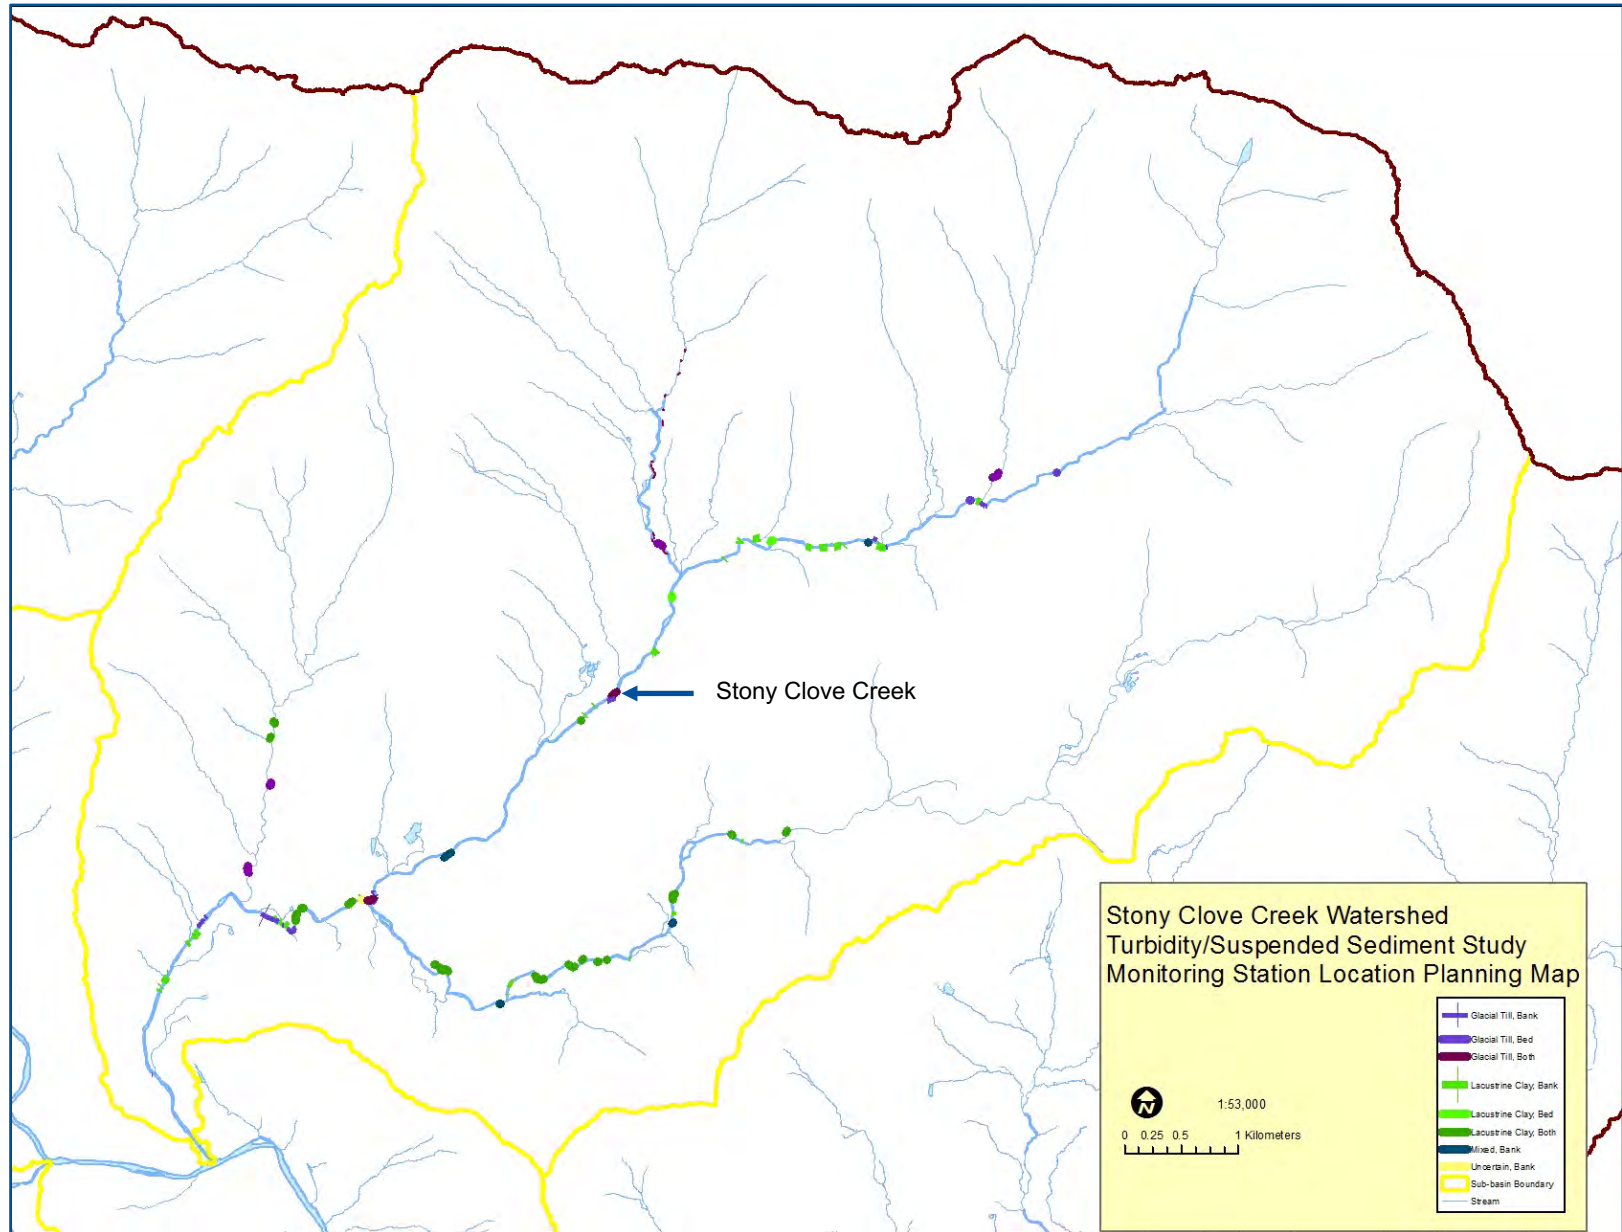 Stony Clove Creek
Stony Clove Creek Watershed
Turbidity/Suspended Sediment Study
Monitoring Station Location Planning Map
Glacial Till, Bank
Glacial Till, Bed
Glacial Till, Both
Lacustrine Clay, Bank
Lacustrine Clay, Bed
Lacustrine Clay, Both
Mixed, Bank
Uncertain, Bank
Sub-basin Boundary
Stream
N
1:53,000
0 0.25 0.5 1 Kilometers